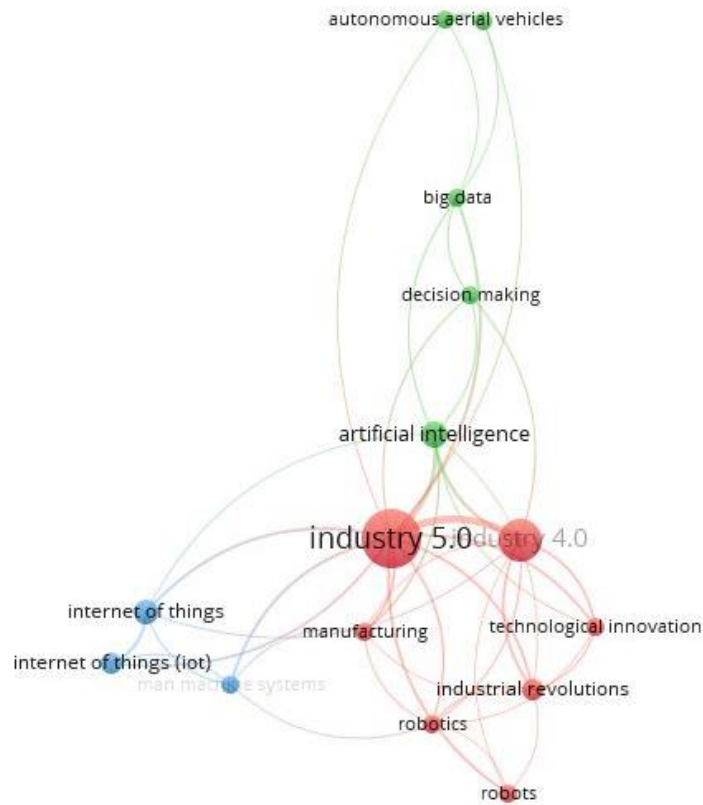 autonomous aerial vehicles
big data
decision making
artificial intelligence
industry 5.0
industry 4.0
internet of things
manufacturing
technological innovation
internet of things (iot)
man machine systems
industrial revolutions
robotics
robots